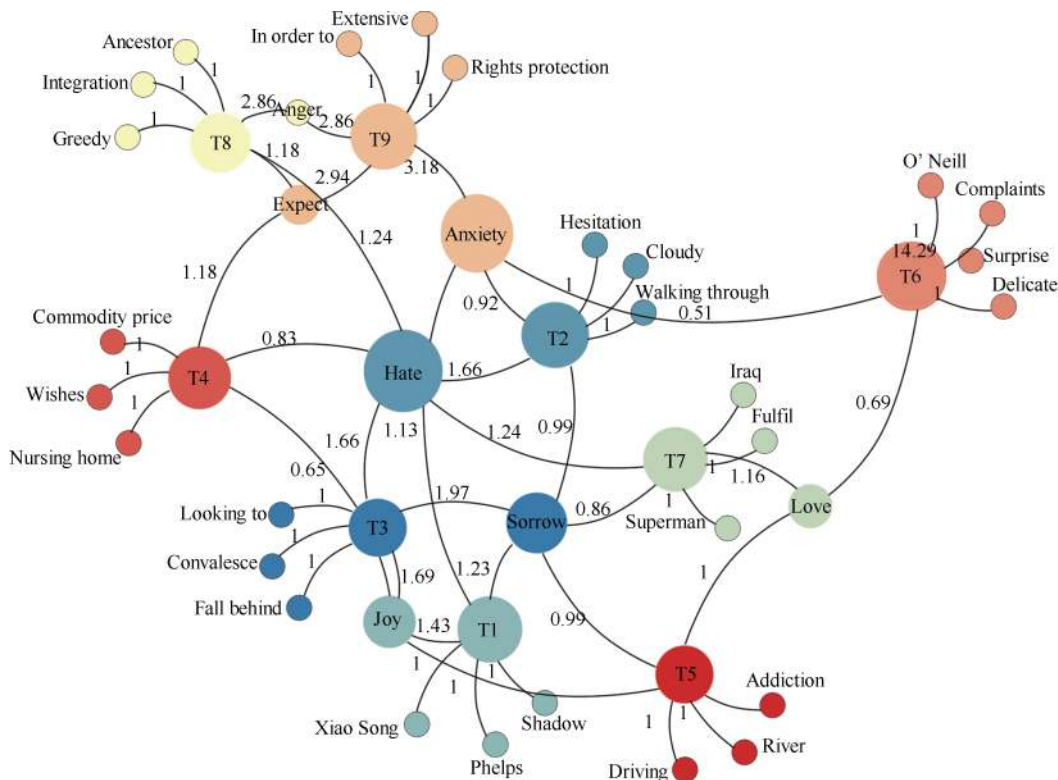 Extensive
Ancestor
In order to
Integration
1
1
1
1
Rights protection
1
1
2.86
Anger
2.86
Greedy
T8
T9
1.18
2.94
3.18
O' Neill
Expect
Hesitation
Complaints
Anxiety
1.24
Cloudy
1
14.29
Surprise
1.18
1
T6
Delicate
0.92
Walking through
1
Commodity price
T2
1
0.51
1
0.83
1
T4
Hate
1.66
Iraq
Wishes
0.69
1
Fulfil
1.13
1.24
Nursing home
1.66
0.99
T7
1
1.16
0.65
1.97
1
Looking to
1
Superman
Love
T3
Sorrow
0.86
1
Convalesce
1
1.69
1.23
1
Fall behind
Joy
1.43
T1
0.99
1
1
T5
Addiction
1
Xiao Song
Shadow
1
1
River
Phelps
Driving